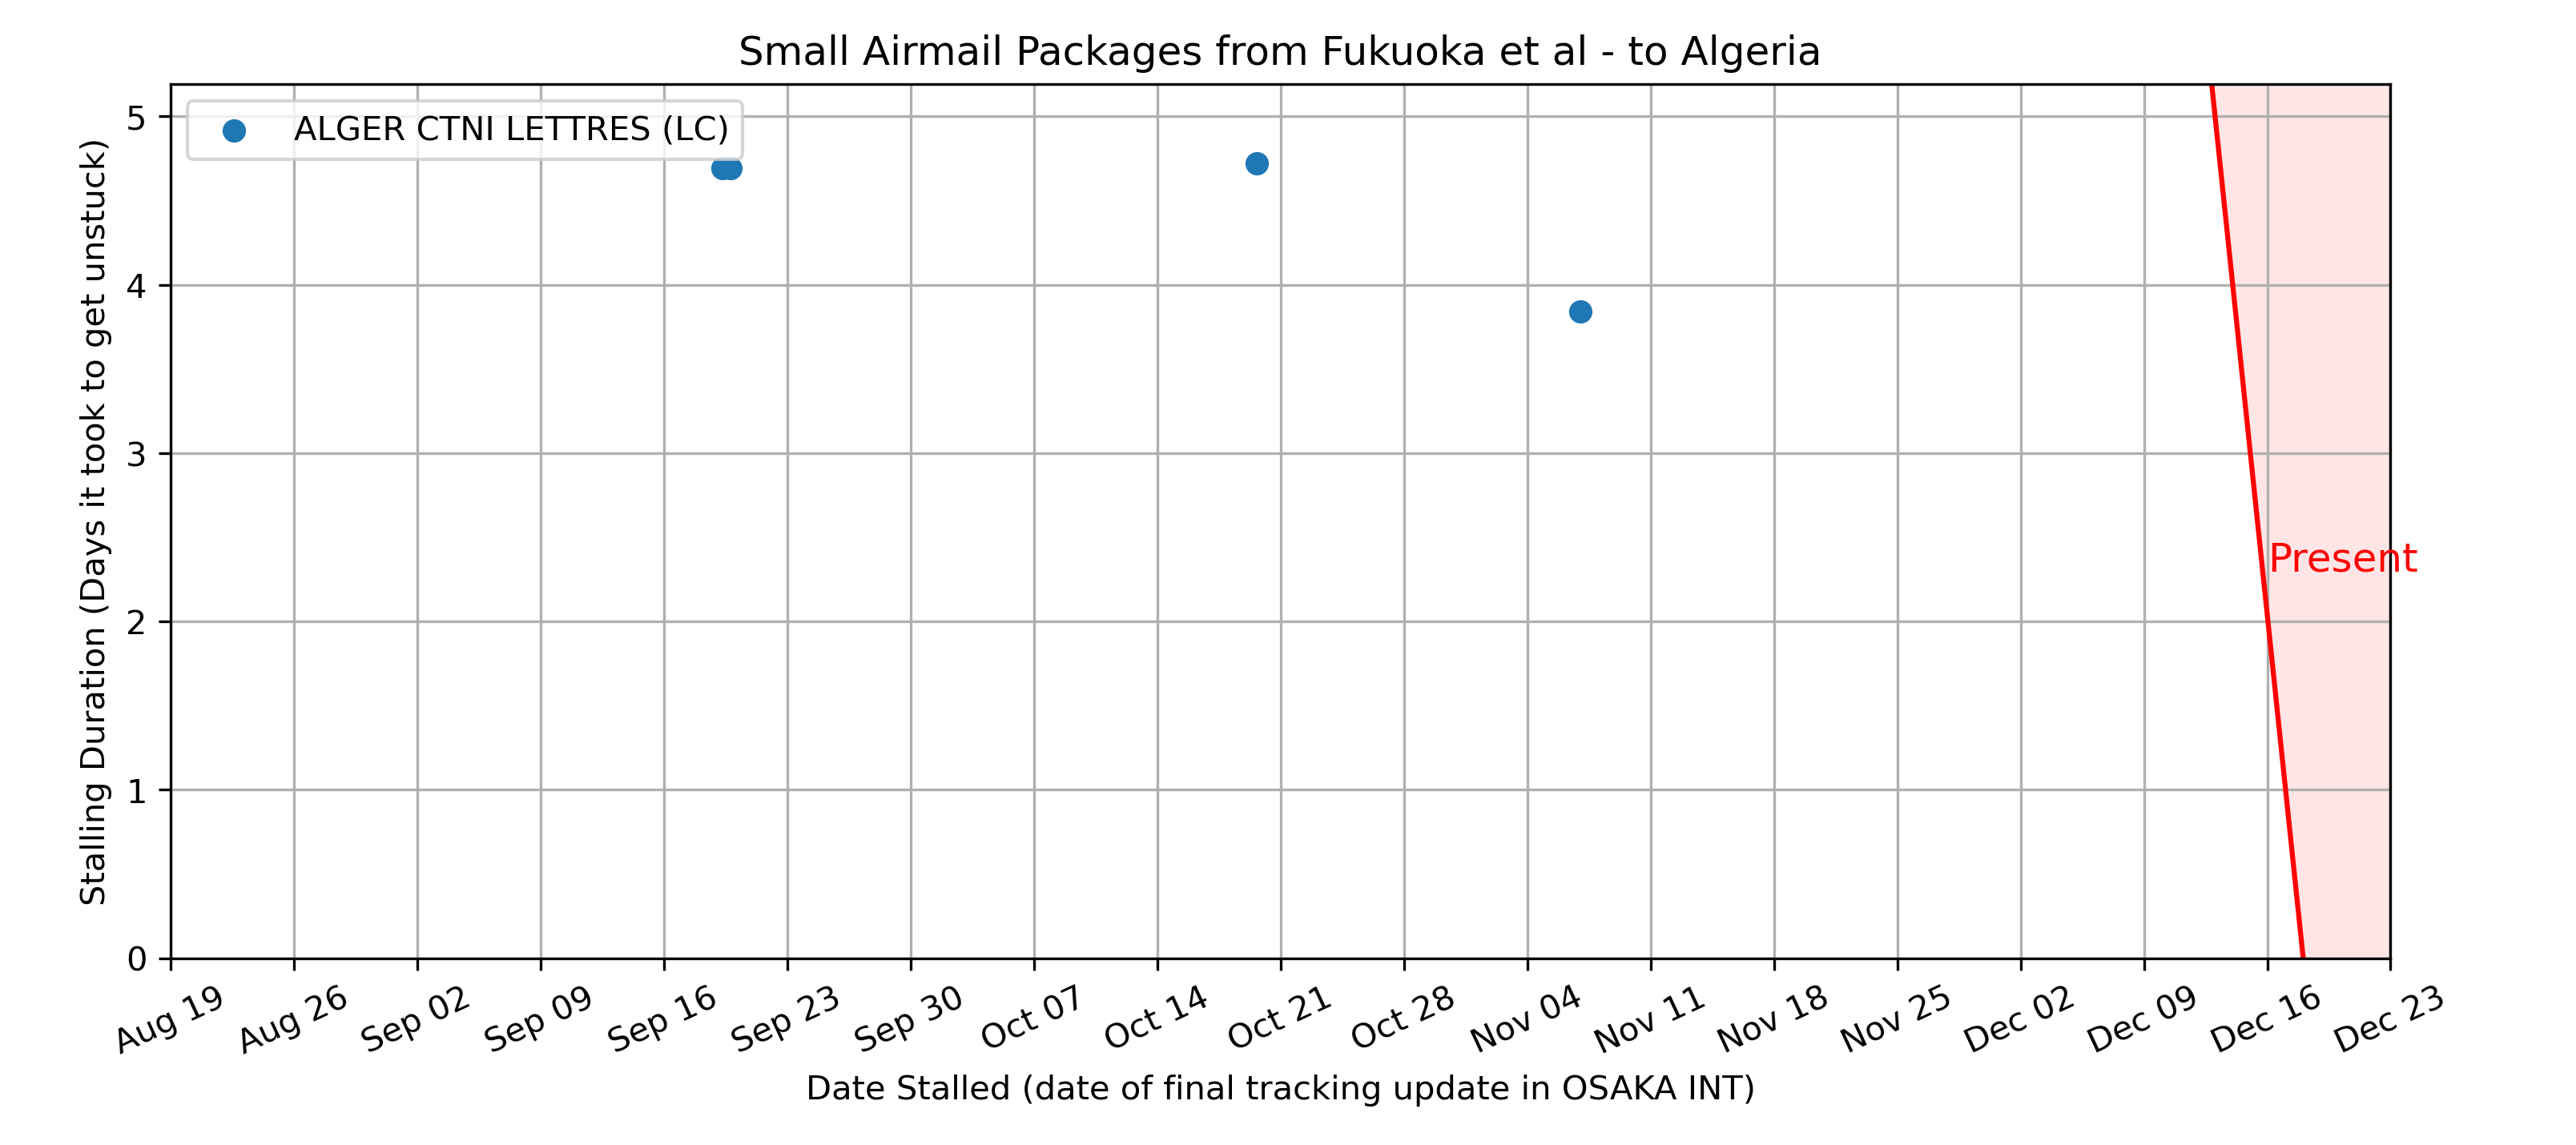 Small Airmail Packages from Fukuoka et al - to Algeria
ALGER CTNI LETTRES (LC)
Stalling Duration (Days it took to get unstuck)
5
4
3
2
1
0
Present
Aug 19
Aug 26
Sep 02
Sep 09
Sep 16
Sep 23
Sep 30
Oct 07
Oct 14
Oct 21
Oct 28
Nov 04
Nov 11
Nov 18
Nov 25
Dec 02
Dec 09
Dec 16
Dec 23
Date Stalled (date of final tracking update in OSAKA INT)